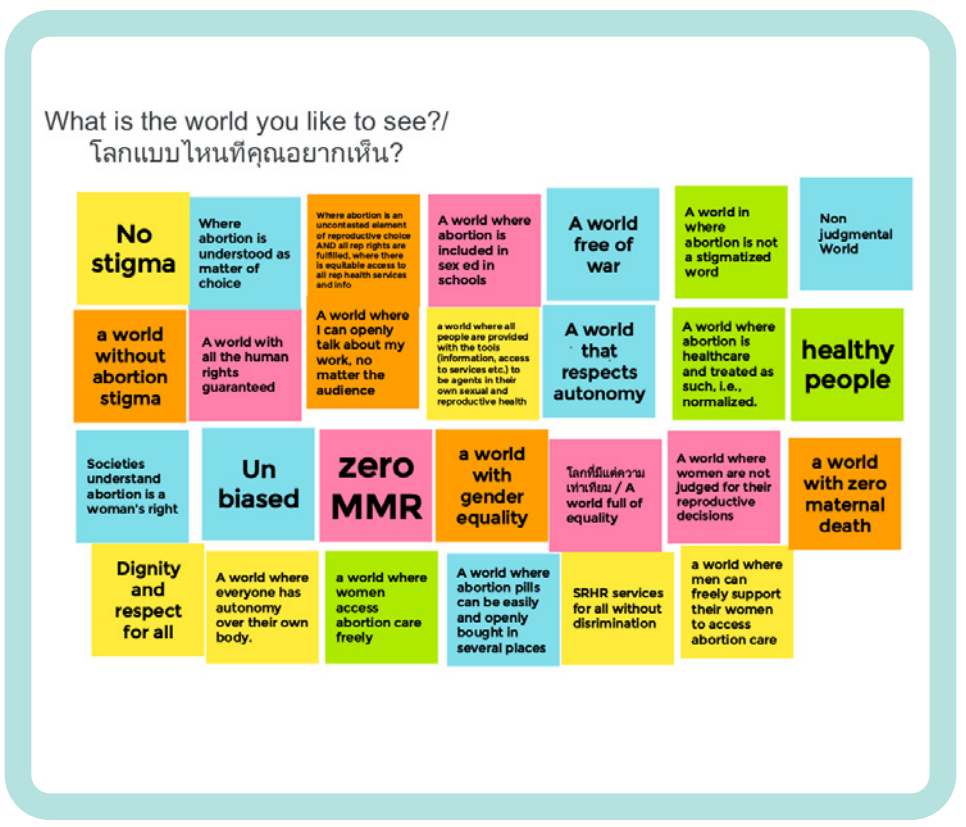 What is the world you like to see?/
โลกแบบไหนที่คุณอยากเห็น?
No
stigma
Where
abortion is
understood as
matter of
choice
Where abortion is an
uncontested element
of reproductive choice
AND all rep rights are
fulfilled, where there
is equitable access to
all rep health services
and info
A world where
abortion is
included in
sex ed in
schools
A world
free of
war
A world in
where
abortion is not
a stigmatized
word
Non
judgmental
World
a world
without
abortion
stigma
A world with
all the human
rights
guaranteed
A world where
I can openly
talk about my
work, no
matter the
audience
a world where all
people are provided
with the tools
(information, access
to services etc.) to
be agents in their
own sexual and
reproductive health
A world
that
respects
autonomy
A world where
abortion is
healthcare
and treated as
such, i.e.,
normalized.
healthy
people
Societies
understand
abortion is a
woman's right
Un
biased
zero
MMR
a world
with
gender
equality
โลกที่มีแต่ความ
เท่าเทียม / A
world full of
equality
A world where
women are not
judged for their
reproductive
decisions
a world
with zero
maternal
death
Dignity
and
respect
for all
A world where
everyone has
autonomy
over their own
body.
a world where
women
access
abortion care
freely
A world where
abortion pills
can be easily
and openly
bought in
several places
SRHR services
for all without
disrimination
a world where
men can
freely support
their women
to access
abortion care